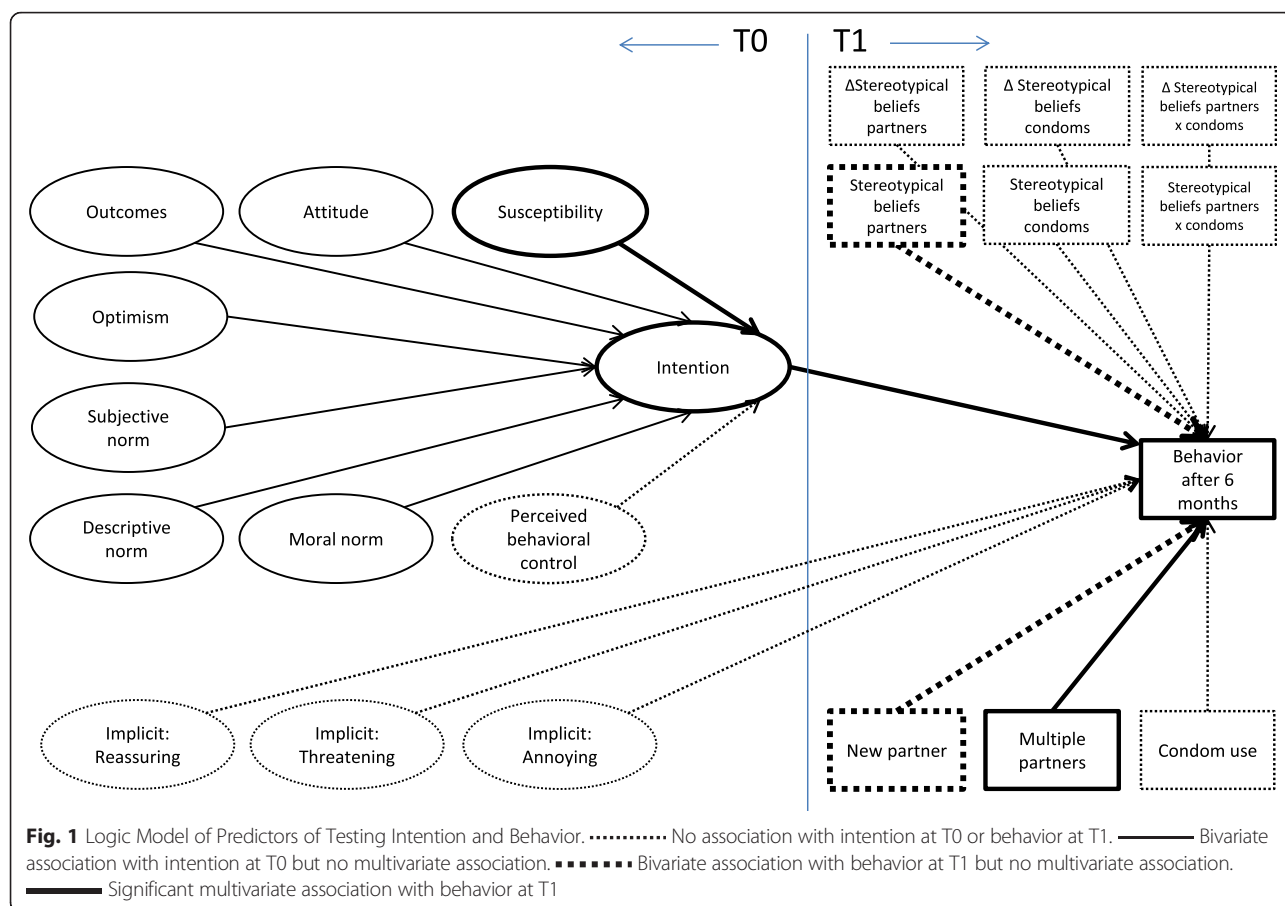 T0 T1
ΔStereotypical
beliefs
partners
Δ Stereotypical
beliefs
condoms
Δ Stereotypical
beliefs partners
x condoms
Stereotypical
beliefs
partners
Stereotypical
beliefs
condoms
Stereotypical
beliefs partners
x condoms
Outcomes
Attitude
Susceptibility
Optimism
Intention
Subjective
norm
Behavior
after 6
months
Descriptive
norm
Moral norm
Perceived
behavioral
control
Implicit:
Reassuring
Implicit:
Threatening
Implicit:
Annoying
New partner
Multiple
partners
Condom use
Fig. 1 Logic Model of Predictors of Testing Intention and Behavior. No association with intention at T0 or behavior at T1. Bivariate
association with intention at T0 but no multivariate association. Bivariate association with behavior at T1 but no multivariate association.
Significant multivariate association with behavior at T1